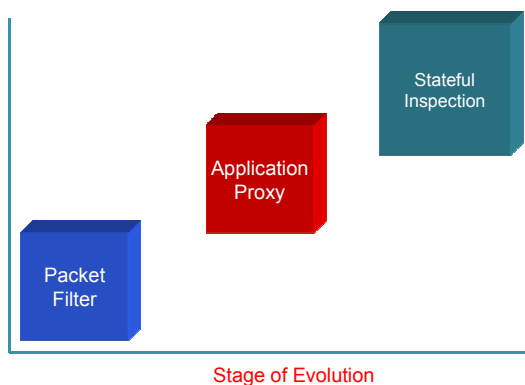 Stateful
Inspection
Application
Proxy
Packet
Filter
Stage of Evolution